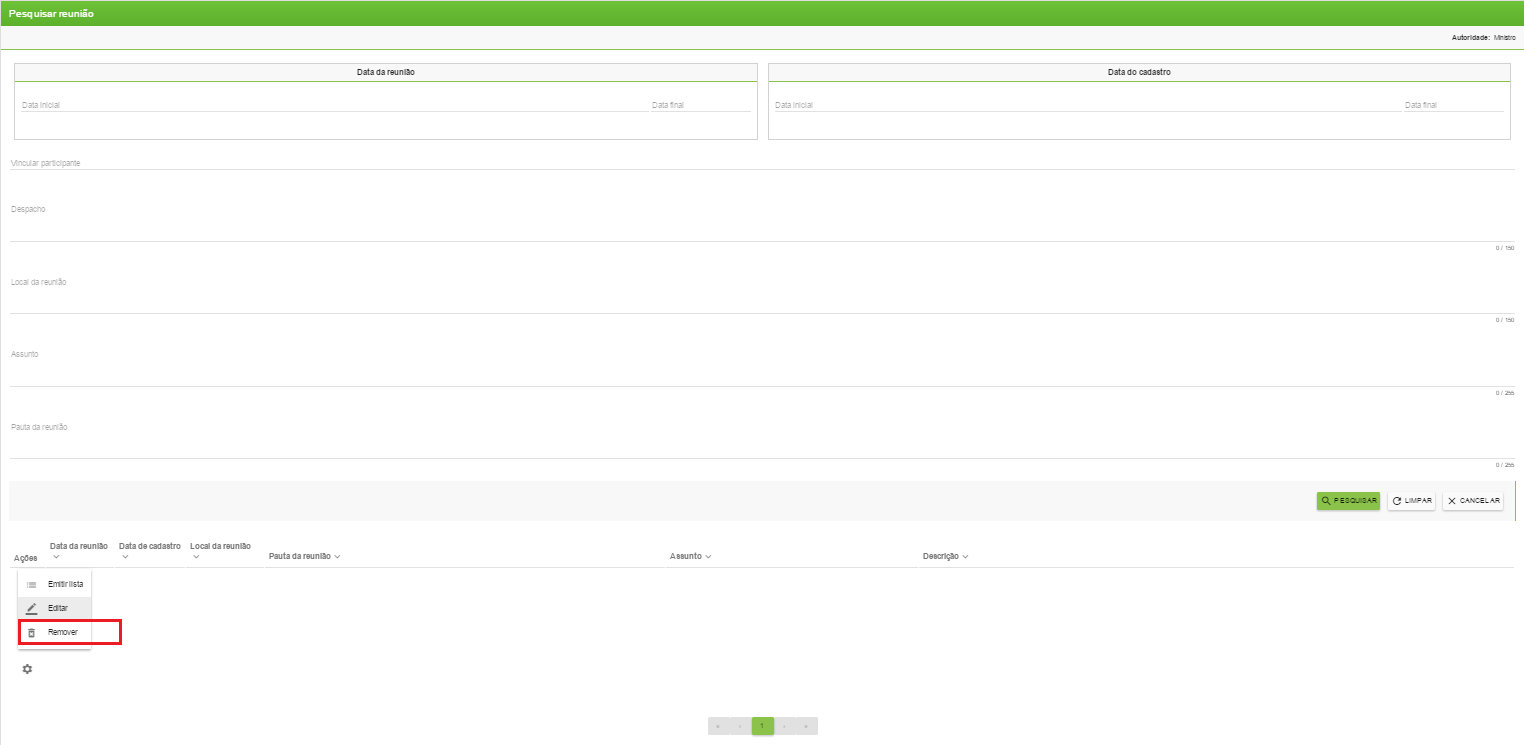 Pesquisar reunião
Autoridade: Ministro
Data da reunião
Data do cadastro
Data inicial
Data final
Data inicial
Data final
Vincular participante
Despacho
0 / 150
Local da reunião
0 / 150
Assunto
0 / 255
Pauta da reunião
0 / 255
PESQUISAR LIMPAR CANCELAR
Ações Data da reunião Data de cadastro Local da reunião Pauta da reunião Assunto Descrição
Emitir lista
Editar
Remover
« ‹ 1 › »